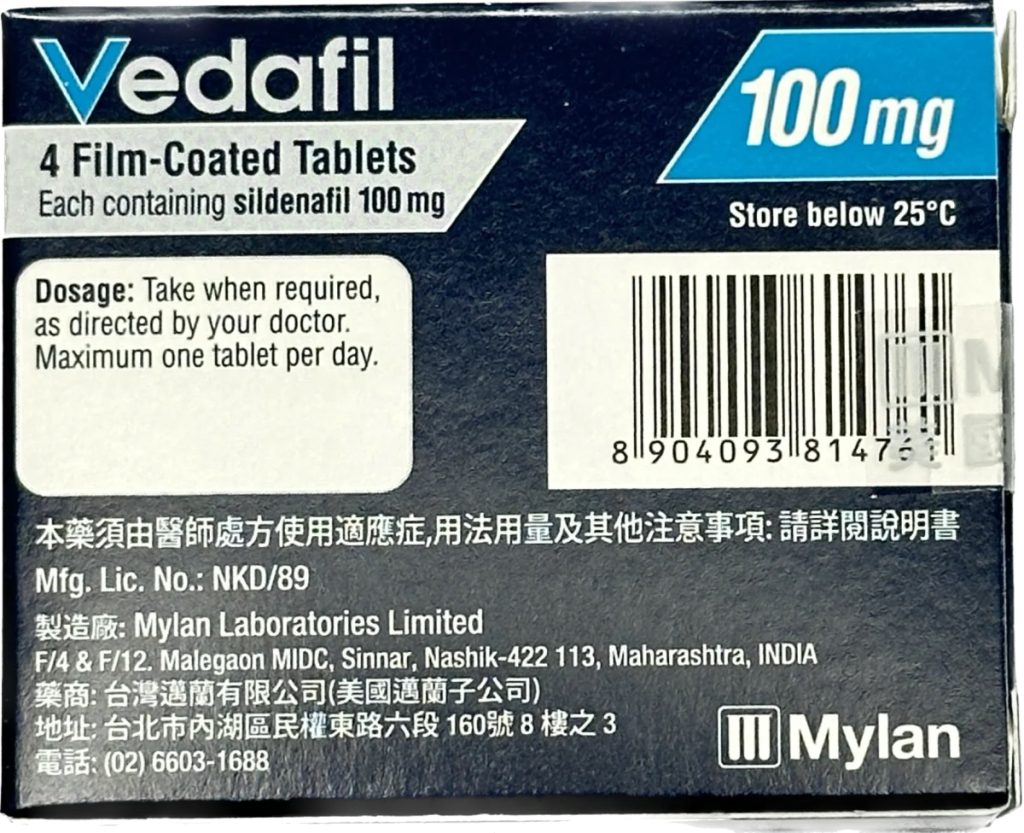 Vedafil
100 mg
4 Film-Coated Tablets
Each containing sildenafil 100 mg
Store below 25°C
Dosage: Take when required,
as directed by your doctor.
Maximum one tablet per day.
8 904093 814761
本藥須由醫師處方使用適應症,用法用量及其他注意事項: 請詳閱說明書
Mfg. Lic. No.: NKD/89
製造廠: Mylan Laboratories Limited
F/4 & F/12. Malegaon MIDC, Sinnar, Nashik-422 113, Maharashtra, INDIA
藥商: 台灣邁蘭有限公司(美國邁蘭子公司)
地址: 台北市內湖區民權東路六段 160號 8 樓之 3
電話: (02) 6603-1688
Mylan
M
美國